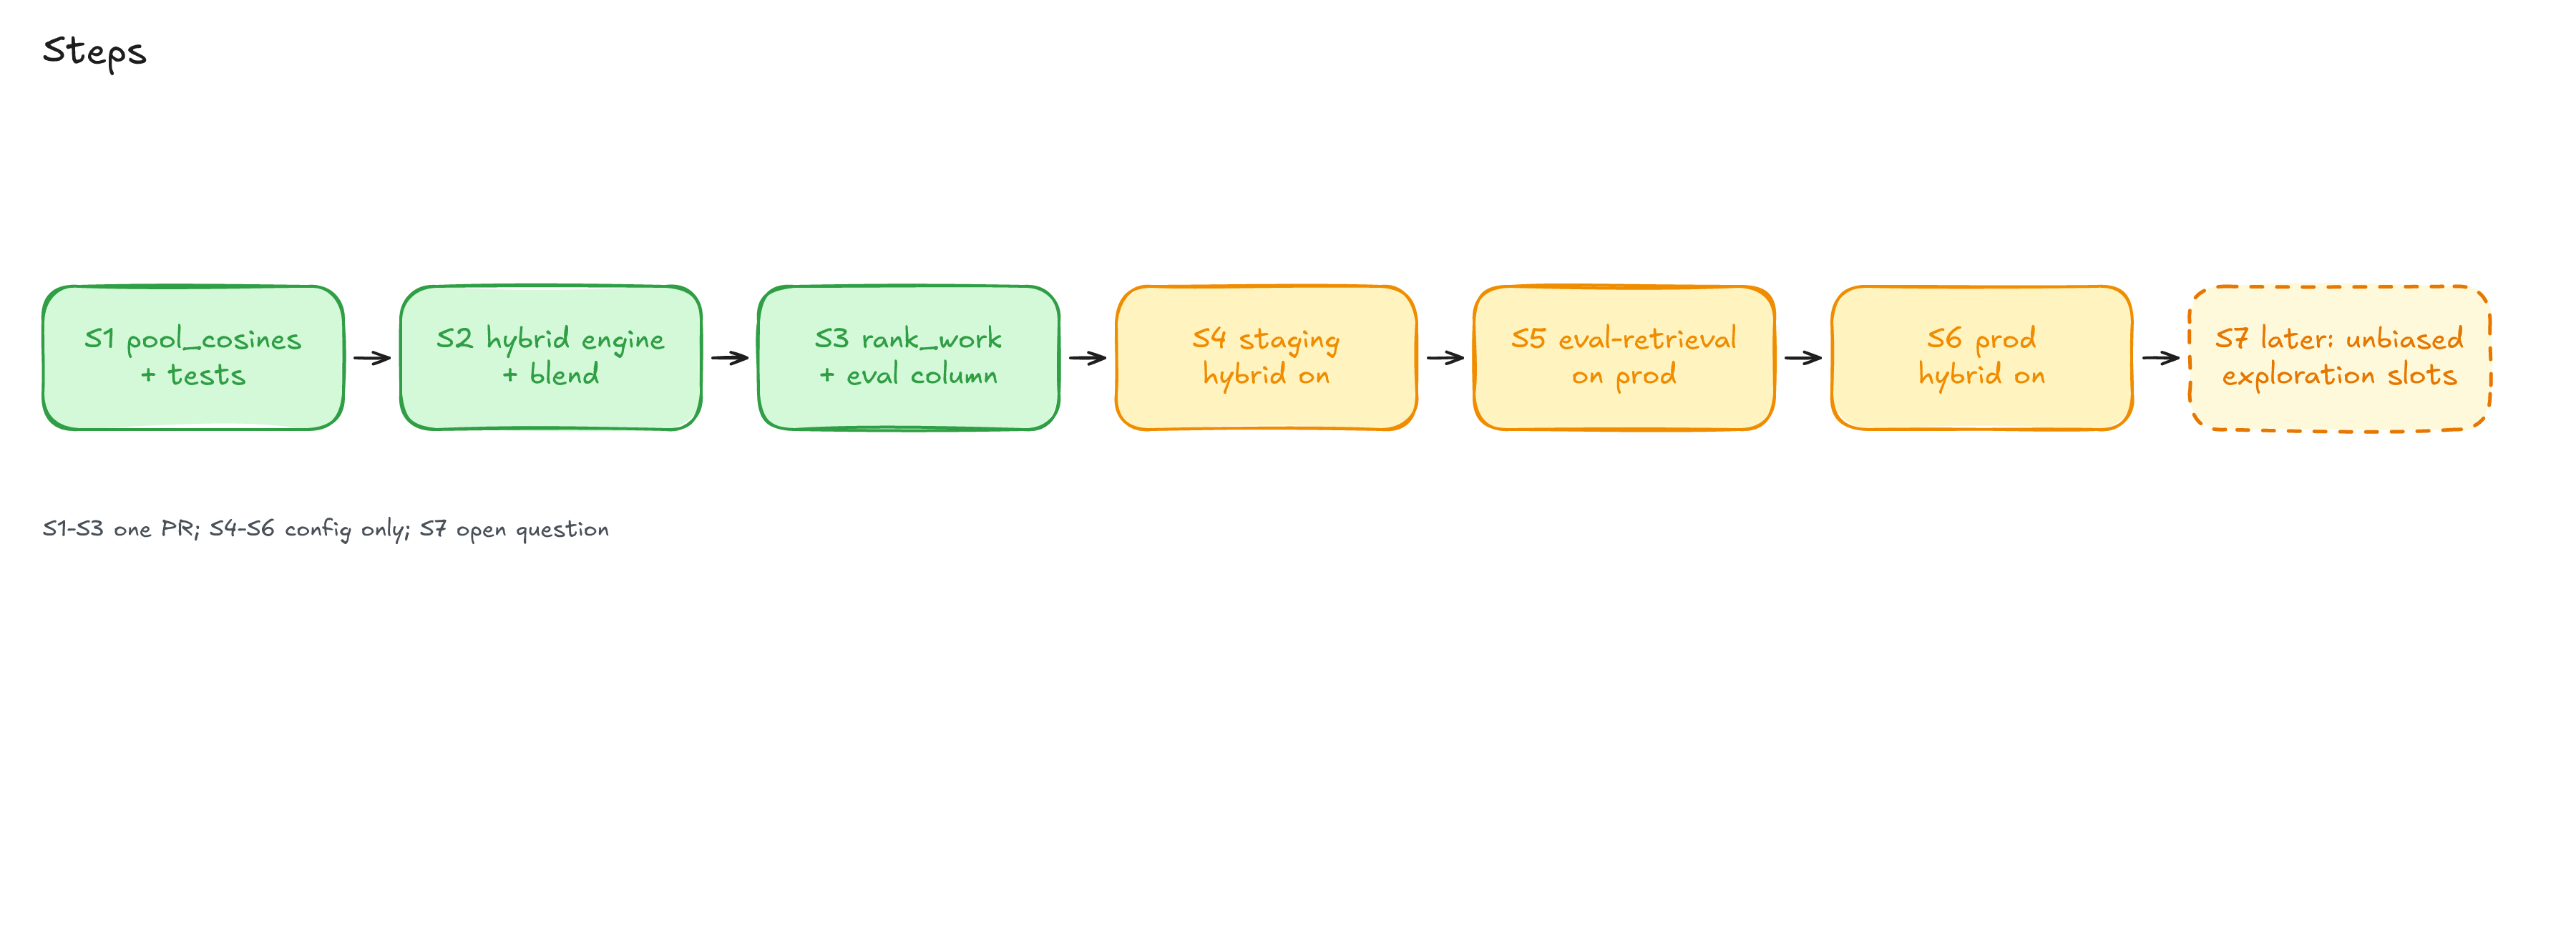 Steps
S1 pool_cosines
+ tests
S2 hybrid engine
+ blend
S3 rank_work
+ eval column
S4 staging
hybrid on
S5 eval-retrieval
on prod
S6 prod
hybrid on
S7 later: unbiased
exploration slots
S1-S3 one PR; S4-S6 config only; S7 open question